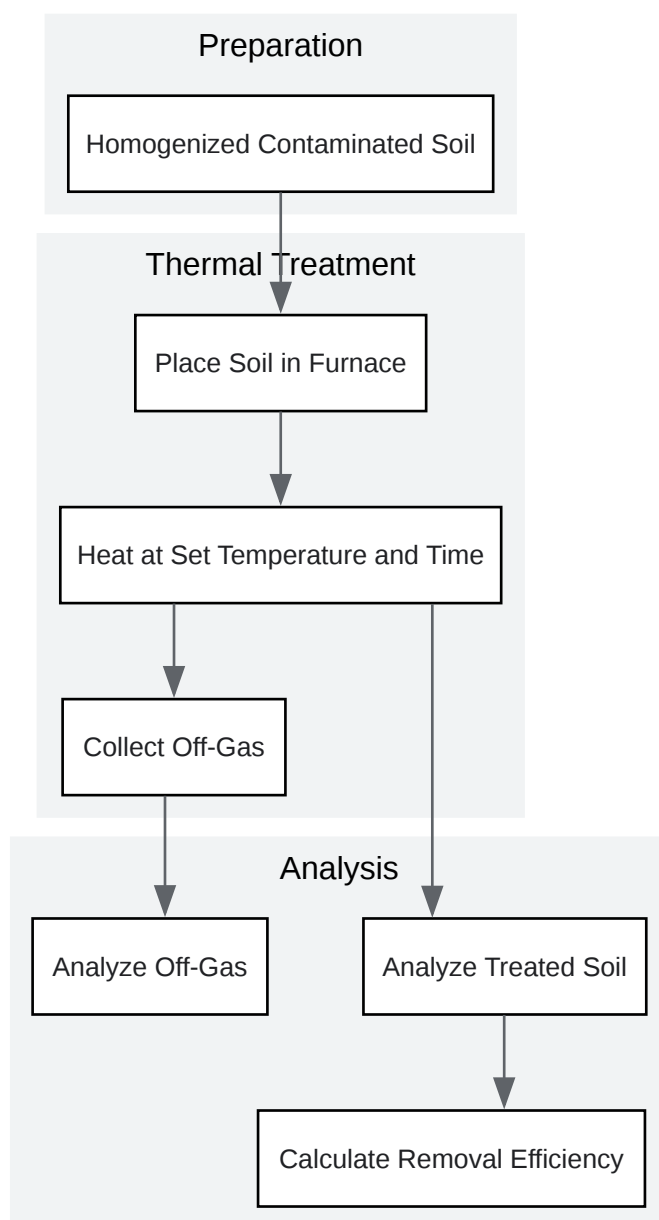 Preparation
Homogenized Contaminated Soil
Thermal Treatment
Place Soil in Furnace
Heat at Set Temperature and Time
Collect Off-Gas
Analysis
Analyze Off-Gas
Analyze Treated Soil
Calculate Removal Efficiency